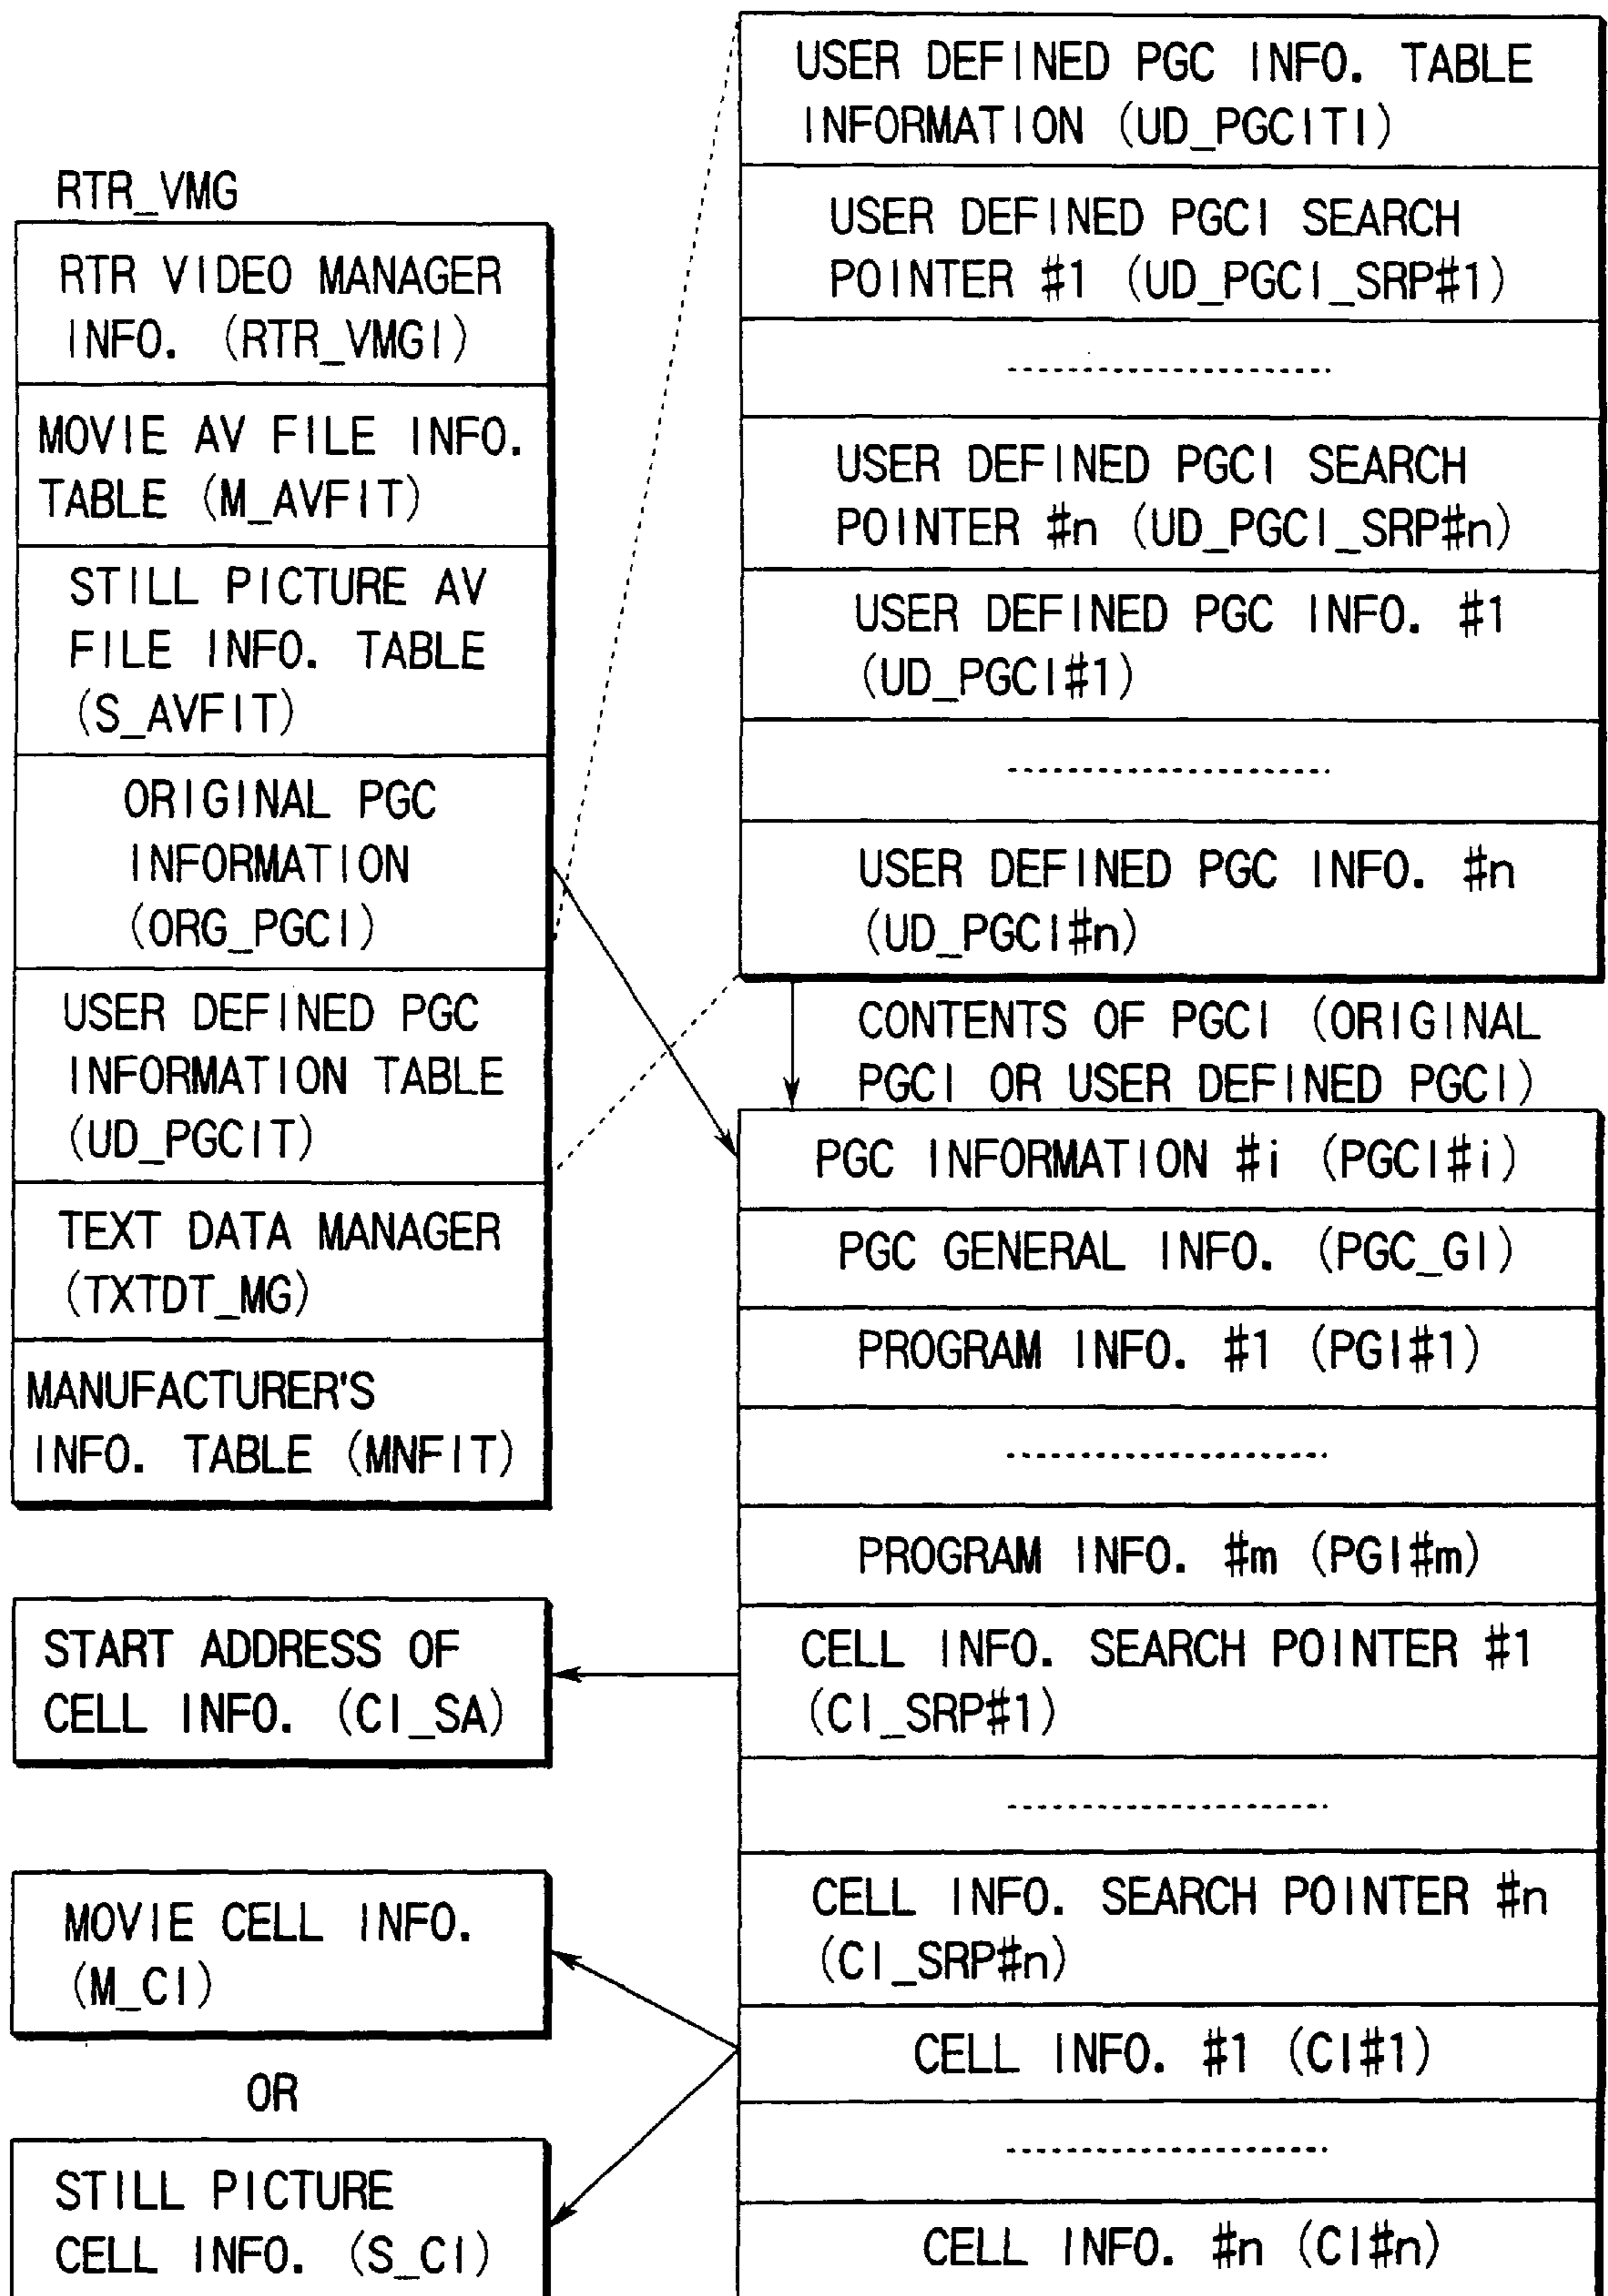 RTR_VMG
RTR VIDEO MANAGER
INFO. (RTR_VMGI)
MOVIE AV FILE INFO.
TABLE (M_AVFIT)
STILL PICTURE AV
FILE INFO. TABLE
(S_AVFIT)
ORIGINAL PGC
INFORMATION
(ORG_PGCI)
USER DEFINED PGC
INFORMATION TABLE
(UD_PGCIT)
TEXT DATA MANAGER
(TXTDT_MG)
MANUFACTURER'S
INFO. TABLE (MNFIT)
START ADDRESS OF
CELL INFO. (CI_SA)
MOVIE CELL INFO.
(M_CI)
OR
STILL PICTURE
CELL INFO. (S_CI)
USER DEFINED PGC INFO. TABLE
INFORMATION (UD_PGCITI)
USER DEFINED PGCI SEARCH
POINTER #1 (UD_PGCI_SRP#1)
USER DEFINED PGCI SEARCH
POINTER #n (UD_PGCI_SRP#n)
USER DEFINED PGC INFO. #1
(UD_PGCI#1)
USER DEFINED PGC INFO. #n
(UD_PGCI#n)
CONTENTS OF PGCI (ORIGINAL
PGCI OR USER DEFINED PGCI)
PGC INFORMATION #i (PGCI#i)
PGC GENERAL INFO. (PGC_GI)
PROGRAM INFO. #1 (PGI#1)
PROGRAM INFO. #m (PGI#m)
CELL INFO. SEARCH POINTER #1
(CI_SRP#1)
CELL INFO. SEARCH POINTER #n
(CI_SRP#n)
CELL INFO. #1 (CI#1)
CELL INFO. #n (CI#n)